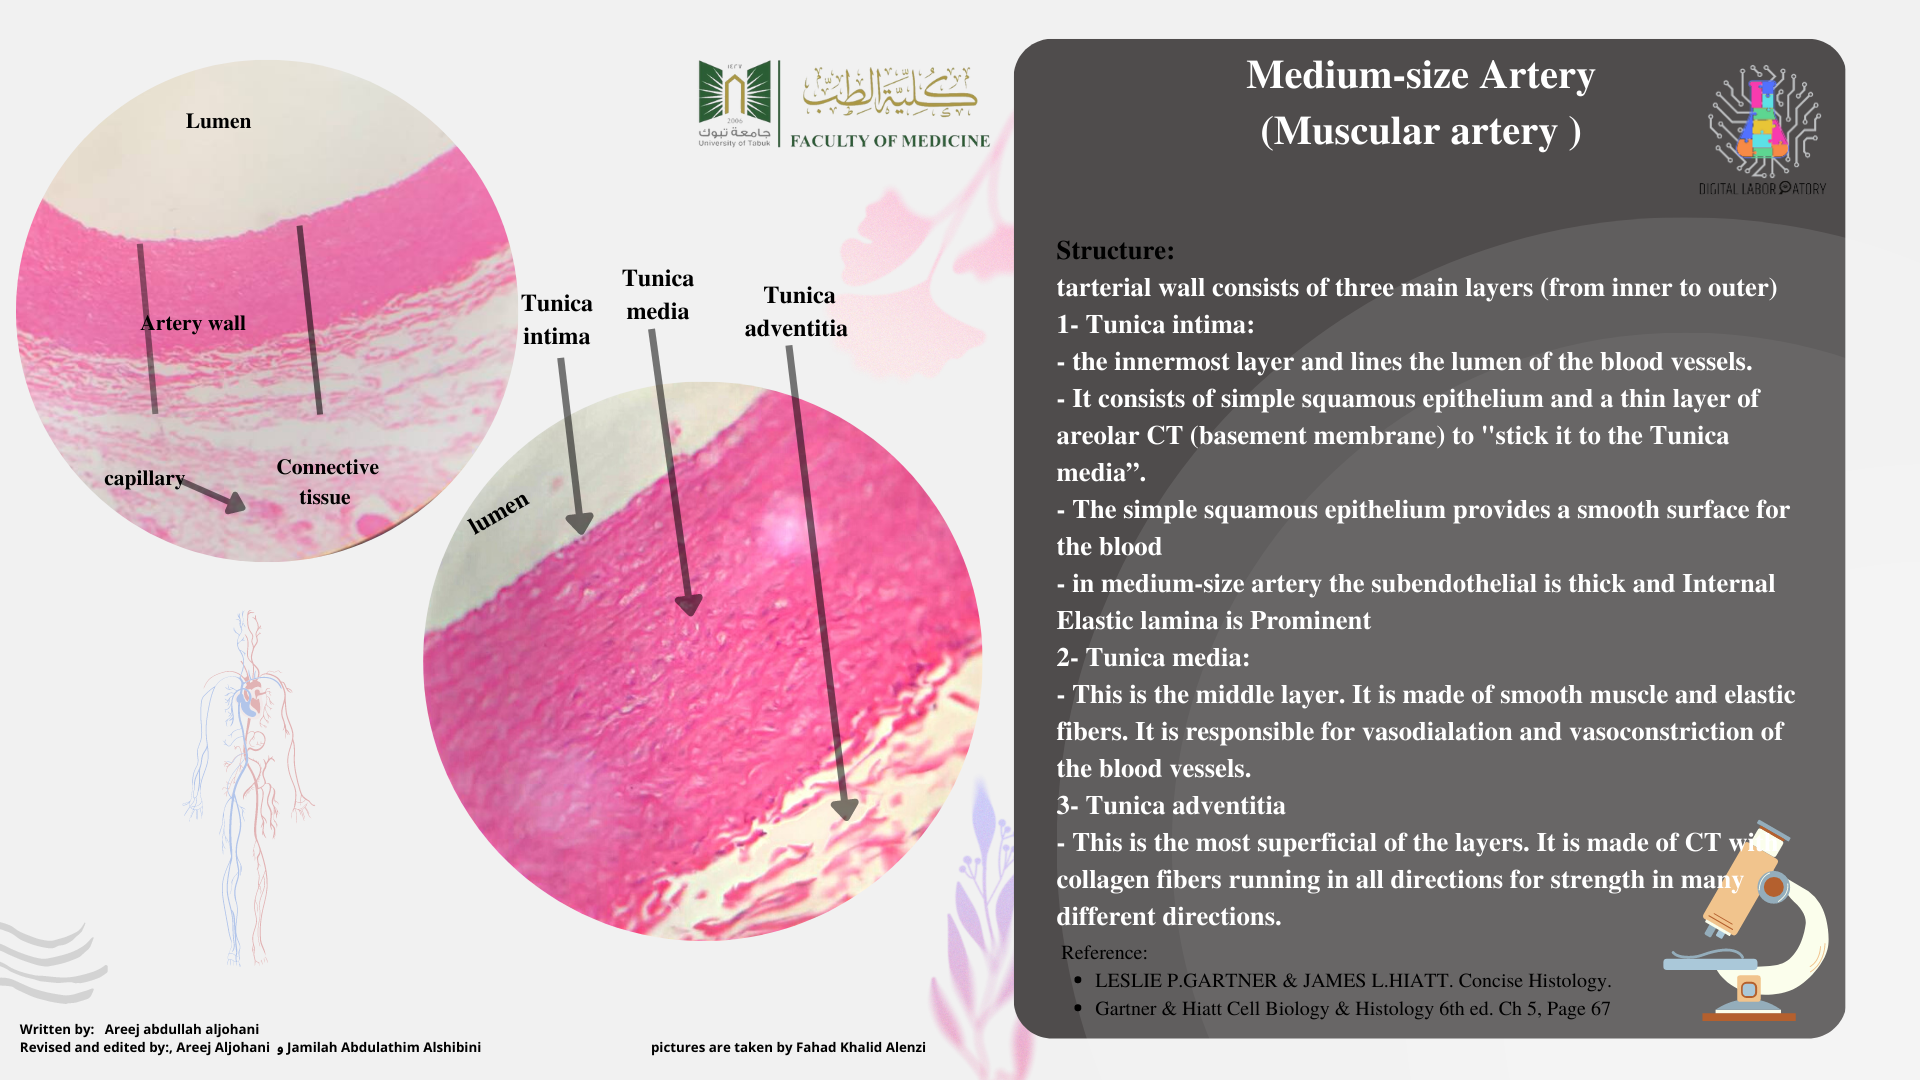 Lumen
Artery wall
capillary
Connective
tissue
١٤٢٧
2006
جامعة تبوك
University of Tabuk
كلية الطب
FACULTY OF MEDICINE
Tunica
intima
Tunica
media
Tunica
adventitia
lumen
Medium-size Artery
(Muscular artery )
DIGITAL LABORATORY
Structure:
tarterial wall consists of three main layers (from inner to outer)
1- Tunica intima:
- the innermost layer and lines the lumen of the blood vessels.
- It consists of simple squamous epithelium and a thin layer of
areolar CT (basement membrane) to "stick it to the Tunica
media”.
- The simple squamous epithelium provides a smooth surface for
the blood
- in medium-size artery the subendothelial is thick and Internal
Elastic lamina is Prominent
2- Tunica media:
- This is the middle layer. It is made of smooth muscle and elastic
fibers. It is responsible for vasodialation and vasoconstriction of
the blood vessels.
3- Tunica adventitia
- This is the most superficial of the layers. It is made of CT with
collagen fibers running in all directions for strength in many
different directions.
Reference:
• LESLIE P.GARTNER & JAMES L.HIATT. Concise Histology.
• Gartner & Hiatt Cell Biology & Histology 6th ed. Ch 5, Page 67
Written by: Areej abdullah aljohani
Revised and edited by:, Areej Aljohani و Jamilah Abdulathim Alshibini
pictures are taken by Fahad Khalid Alenzi